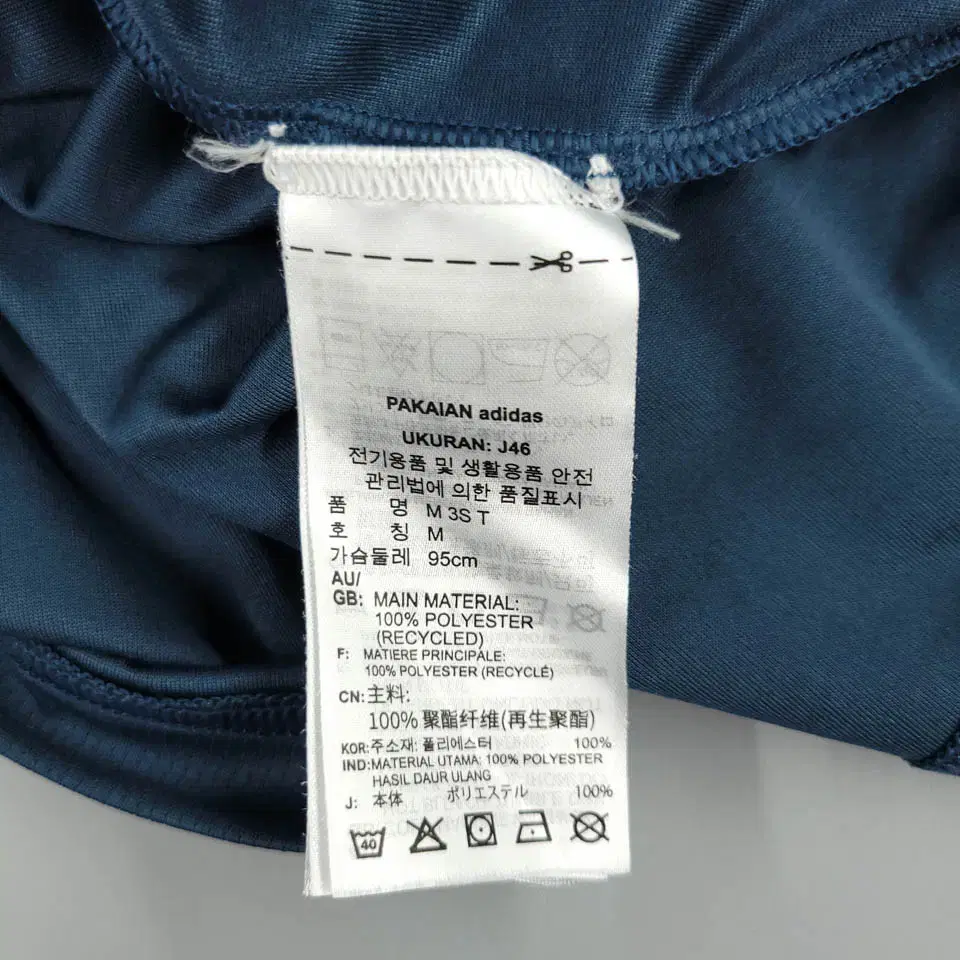 PAKAIAN adidas
UKURAN: J46
전기용품 및 생활용품 안전
관리법에 의한 품질표시
품 명 M 3S T
호 칭 M
가슴둘레 95cm
AU/
GB: MAIN MATERIAL:
100% POLYESTER
(RECYCLED)
F: MATIERE PRINCIPALE:
100% POLYESTER (RECYCLÉ)
CN: 主料:
100% 聚酯纤维(再生聚酯)
KOR: 주소재: 폴리에스터 100%
IND: MATERIAL UTAMA: 100% POLYESTER
HASIL DAUR ULANG
J: 本体 ポリエステル 100%
40